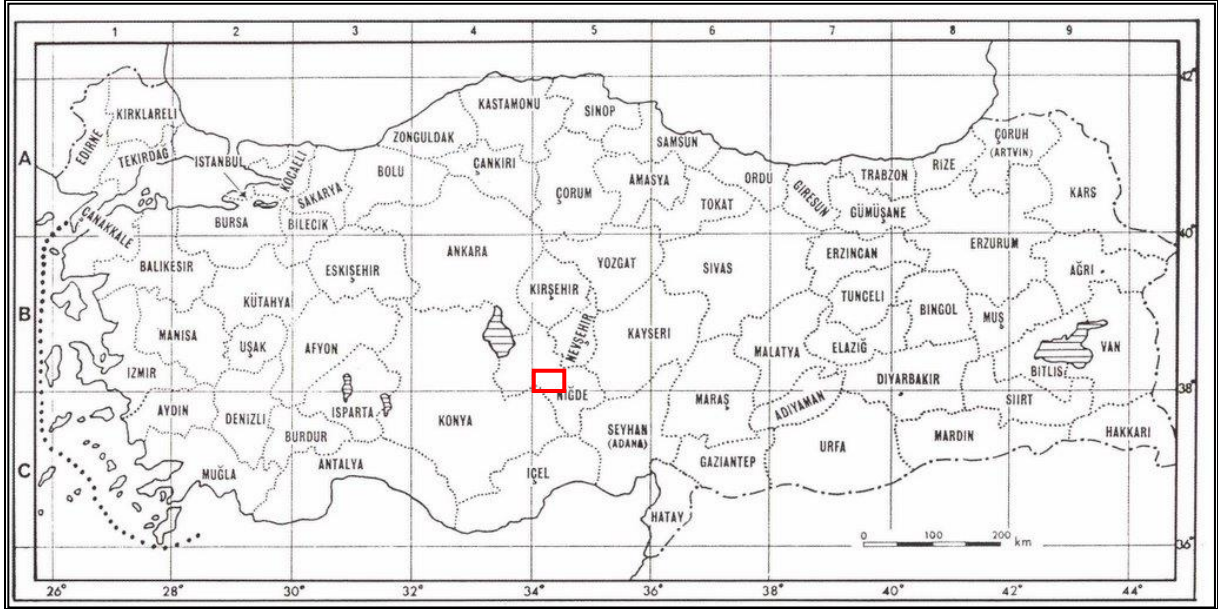 1 2 3 4 5 6 7 8 9
42°
KIRKLARELİ
EDİRNE
TEKİRDAĞ
İSTANBUL
KOCAELİ
SAKARYA
ZONGULDAK
KASTAMONU
SİNOP
SAMSUN
ÇORUH
(ARTVİN)
A
BOLU
ÇANKIRI
ÇORUM
AMASYA
ORDU
TOKAT
GİRESUN
TRABZON
RİZE
GÜMÜŞANE
KARS
ÇANAKKALE
BURSA
BİLECİK
40°
BALIKESİR
ESKİŞEHİR
ANKARA
YOZGAT
SIVAS
ERZİNCAN
ERZURUM
AĞRI
KÜTAHYA
KIRŞEHİR
TUNCELİ
BİNGOL
MUŞ
B
MANİSA
UŞAK
AFYON
NEVŞEHİR
KAYSERİ
MALATYA
ELAZIĞ
VAN
İZMİR
BİTLİS
DİYARBAKIR
38°
AYDIN
DENİZLİ
ISPARTA
KONYA
NİĞDE
MARAŞ
ADIYAMAN
SİİRT
BURDUR
SEYHAN
(ADANA)
URFA
MARDİN
HAKKARİ
C
MUĞLA
ANTALYA
İÇEL
GAZİANTEP
HATAY
0 100 200 km
36°
26° 28° 30° 32° 34° 36° 38° 40° 42° 44°